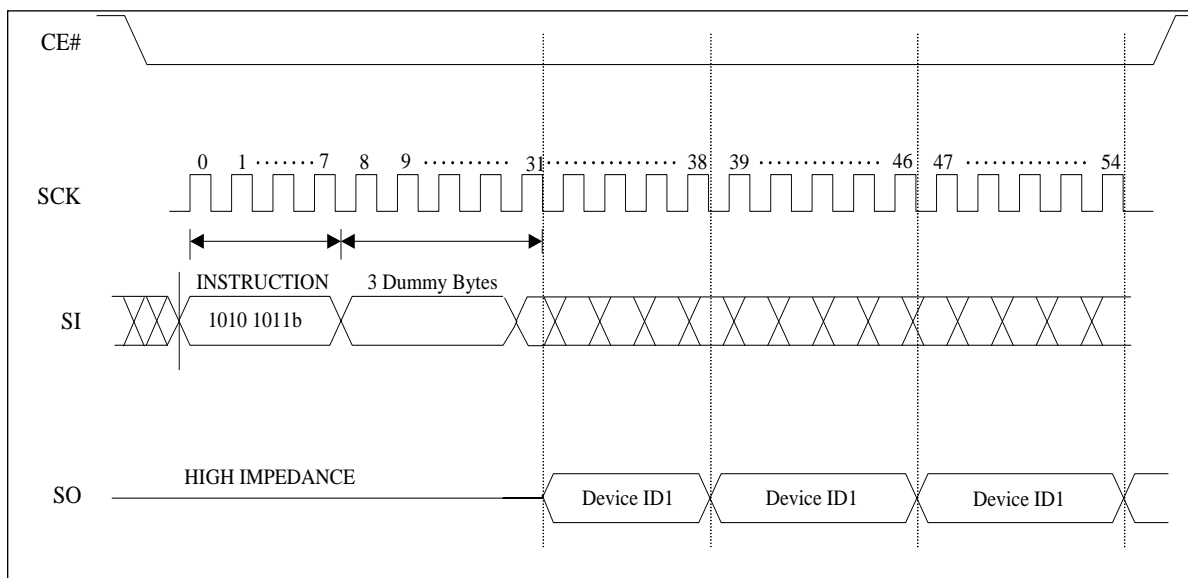 CE#
0 1 ······· 7 8 9 ·········· 31 ·············· 38 39 ············· 46 47 ·············· 54
SCK
INSTRUCTION 3 Dummy Bytes
SI 1010 1011b
HIGH IMPEDANCE
SO Device ID1 Device ID1 Device ID1